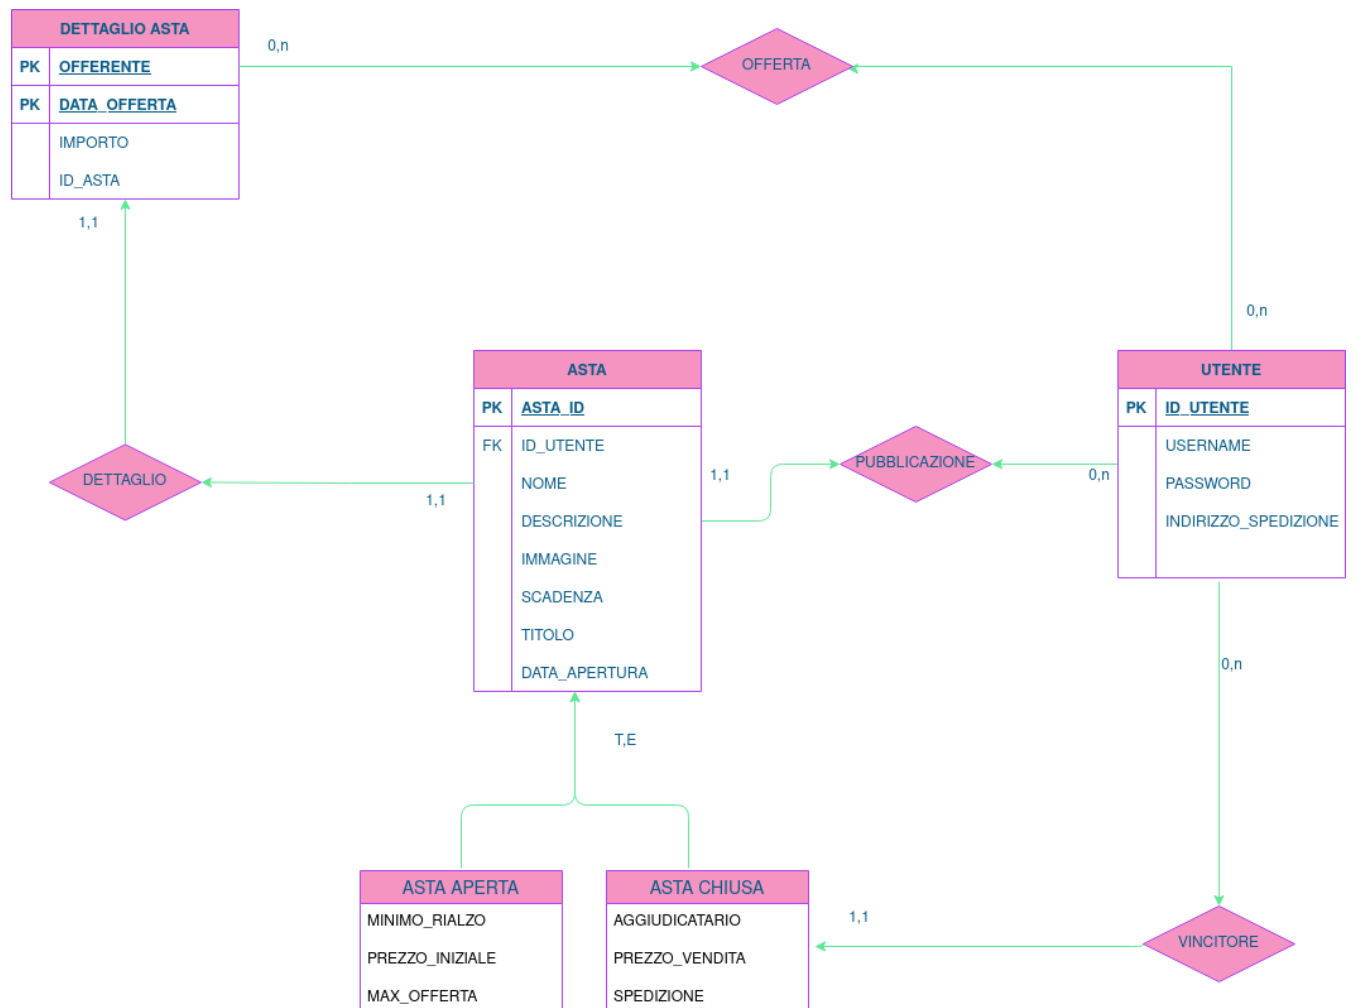 DETTAGLIO ASTA
PK OFFERENTE
PK DATA_OFFERTA
IMPORTO
ID_ASTA
0,n
OFFERTA
1,1
0,n
ASTA
PK ASTA_ID
FK ID_UTENTE
NOME
DESCRIZIONE
IMMAGINE
SCADENZA
TITOLO
DATA_APERTURA
UTENTE
PK ID_UTENTE
USERNAME
PASSWORD
INDIRIZZO_SPEDIZIONE
DETTAGLIO
1,1
1,1
PUBBLICAZIONE
0,n
0,n
T,E
ASTA APERTA
MINIMO_RIALZO
PREZZO_INIZIALE
MAX_OFFERTA
ASTA CHIUSA
AGGIUDICATARIO
PREZZO_VENDITA
SPEDIZIONE
1,1
VINCITORE